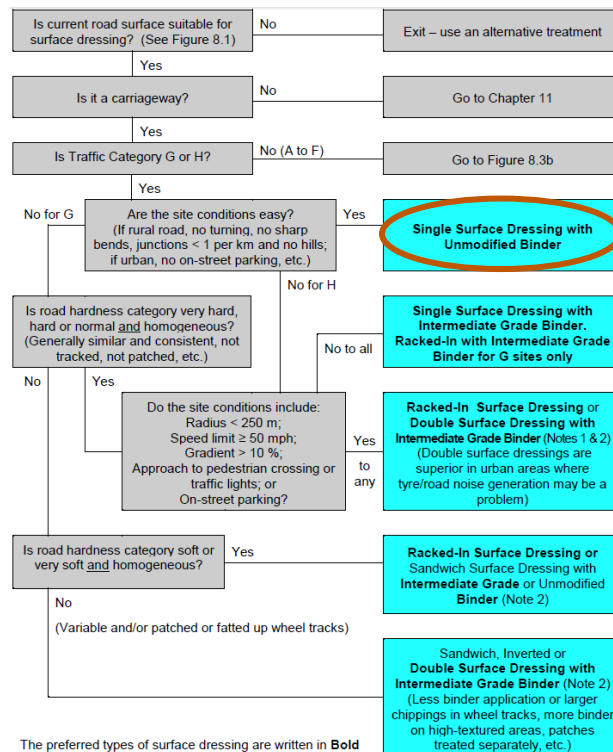 Is current road surface suitable for
surface dressing? (See Figure 8.1)
No
Exit – use an alternative treatment
Yes
Is it a carriageway?
No
Go to Chapter 11
Yes
Is Traffic Category G or H?
No (A to F)
Go to Figure 8.3b
Yes
No for G
Are the site conditions easy?
(If rural road, no turning, no sharp
bends, junctions < 1 per km and no hills;
if urban, no on-street parking, etc.)
Yes
Single Surface Dressing with
Unmodified Binder
No for H
Is road hardness category very hard,
hard or normal and homogeneous?
(Generally similar and consistent, not
tracked, not patched, etc.)
No to all
Single Surface Dressing with
Intermediate Grade Binder.
Racked-In with Intermediate Grade
Binder for G sites only
No
Yes
Do the site conditions include:
Radius < 250 m;
Speed limit ≥ 50 mph;
Gradient > 10 %;
Approach to pedestrian crossing or
traffic lights; or
On-street parking?
Yes
to
any
Racked-In Surface Dressing or
Double Surface Dressing with
Intermediate Grade Binder (Notes 1 & 2)
(Double surface dressings are
superior in urban areas where
tyre/road noise generation may be a
problem)
Is road hardness category soft or
very soft and homogeneous?
Yes
Racked-In Surface Dressing or
Sandwich Surface Dressing with
Intermediate Grade or Unmodified
Binder (Note 2)
No
(Variable and/or patched or fatted up wheel tracks)
Sandwich, Inverted or
Double Surface Dressing with
Intermediate Grade Binder (Note 2)
(Less binder application or larger
chippings in wheel tracks, more binder
on high-textured areas, patches
treated separately, etc.)
The preferred types of surface dressing are written in Bold